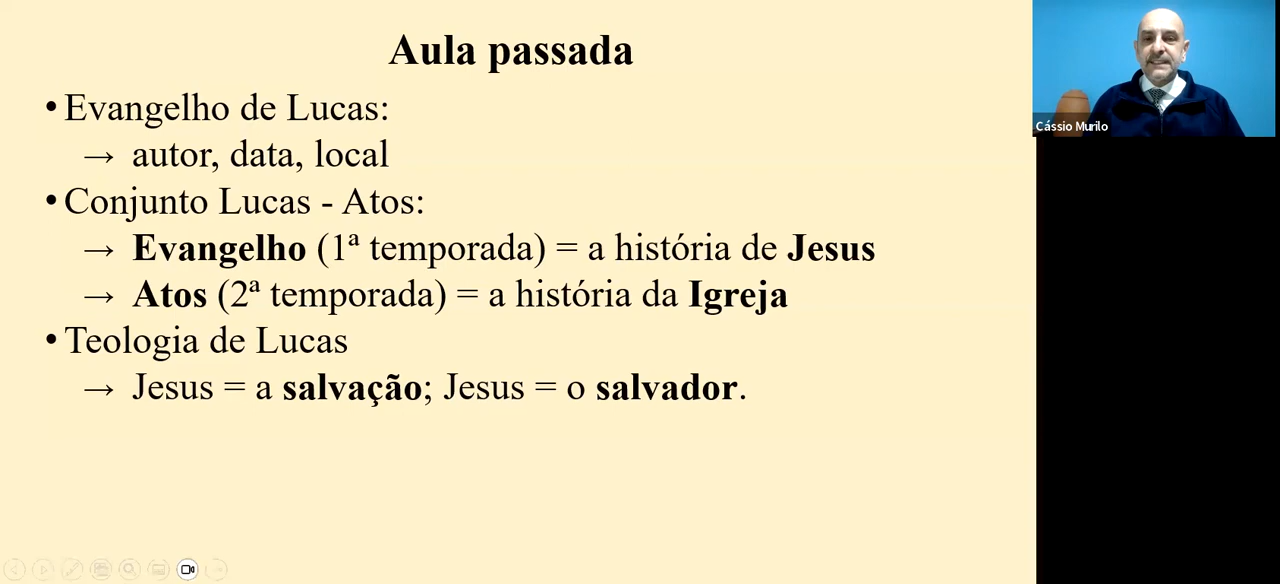 Aula passada
• Evangelho de Lucas:
→ autor, data, local
• Conjunto Lucas - Atos:
→ Evangelho (1ª temporada) = a história de Jesus
→ Atos (2ª temporada) = a história da Igreja
• Teologia de Lucas
→ Jesus = a salvação; Jesus = o salvador.
Cássio Murilo